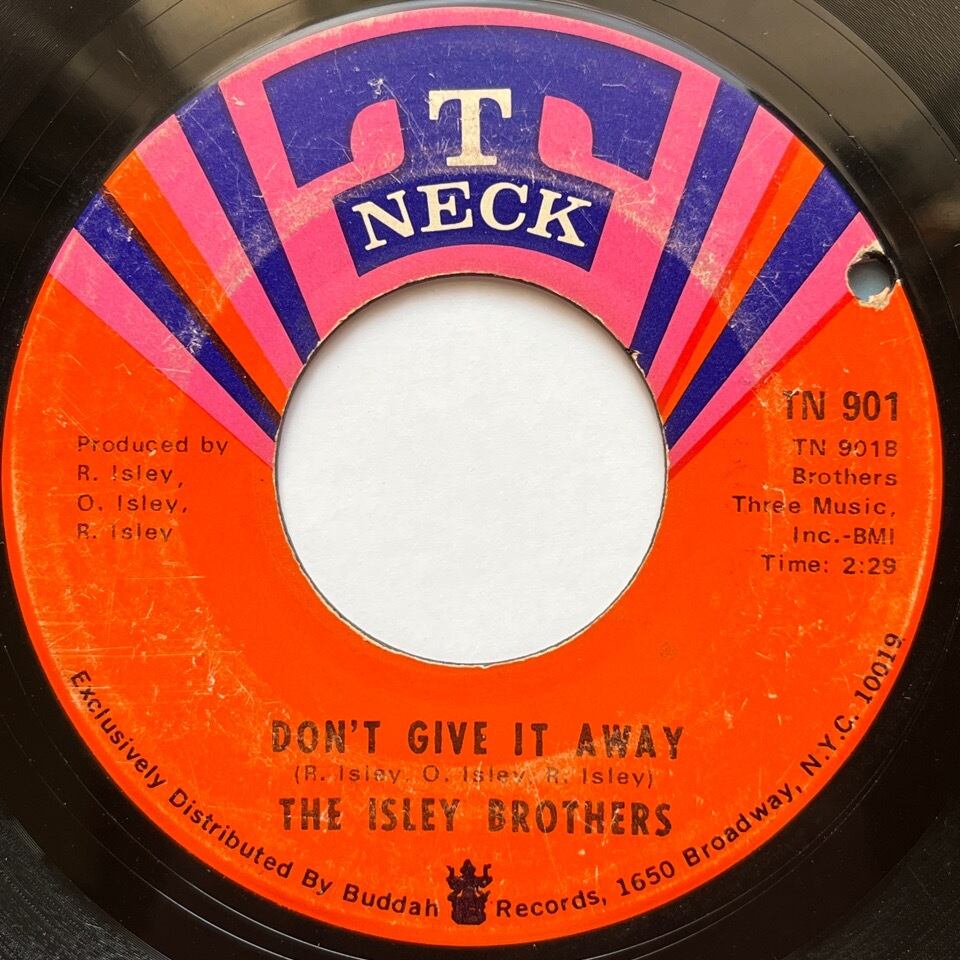 T
NECK
Produced by
R. Isley,
O. Isley,
R. Isley
TN 901
TN 901B
Brothers
Three Music,
Inc.-BMI
Time: 2:29
DON'T GIVE IT AWAY
(R. Isley, O. Isley, R. Isley)
THE ISLEY BROTHERS
Exclusively Distributed By Buddah Records, 1650 Broadway, N.Y.C. 10019